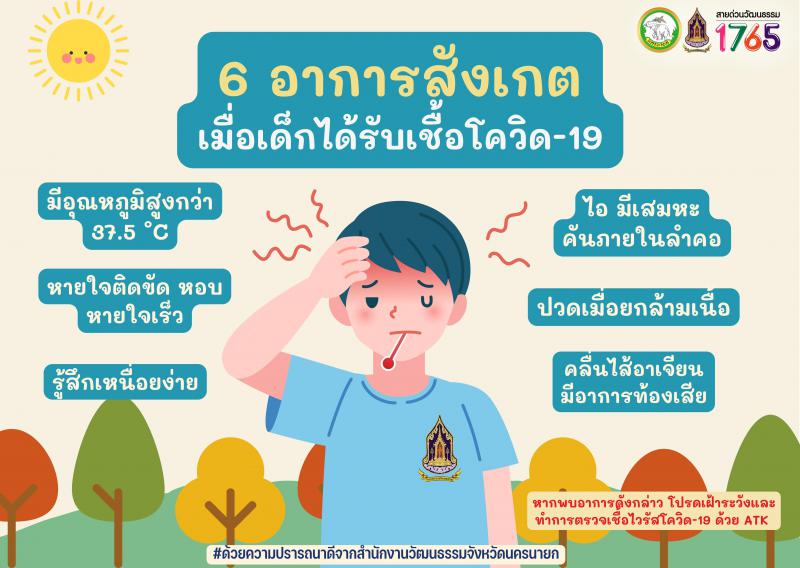 สายด่วนวัฒนธรรม
1765
6 อาการสังเกต
เมื่อเด็กได้รับเชื้อโควิด-19
มีอุณหภูมิสูงกว่า
37.5 °C
หายใจติดขัด หอบ
หายใจเร็ว
รู้สึกเหนื่อยง่าย
ไอ มีเสมหะ
คันภายในลำคอ
ปวดเมื่อยกล้ามเนื้อ
คลื่นไส้อาเจียน
มีอาการท้องเสีย
หากพบอาการดังกล่าว โปรดเฝ้าระวังและ
ทำการตรวจเชื้อไวรัสโควิด-19 ด้วย ATK
#ด้วยความปรารถนาดีจากสำนักงานวัฒนธรรมจังหวัดนครนายก